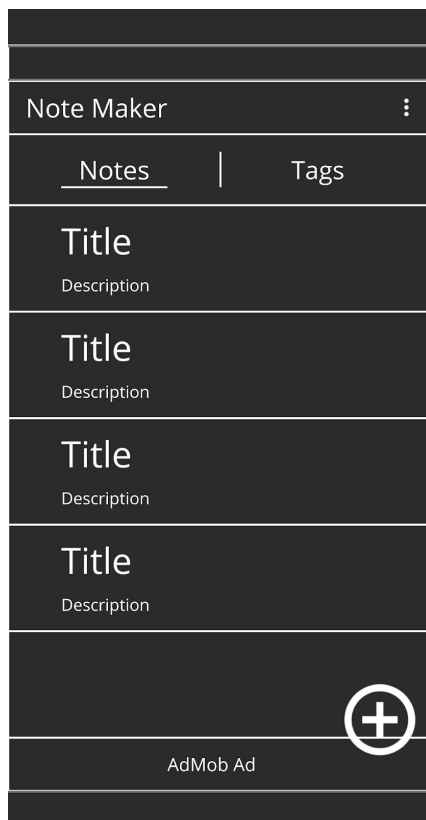 Note Maker
Notes Tags
Title
Description
Title
Description
Title
Description
Title
Description
AdMob Ad